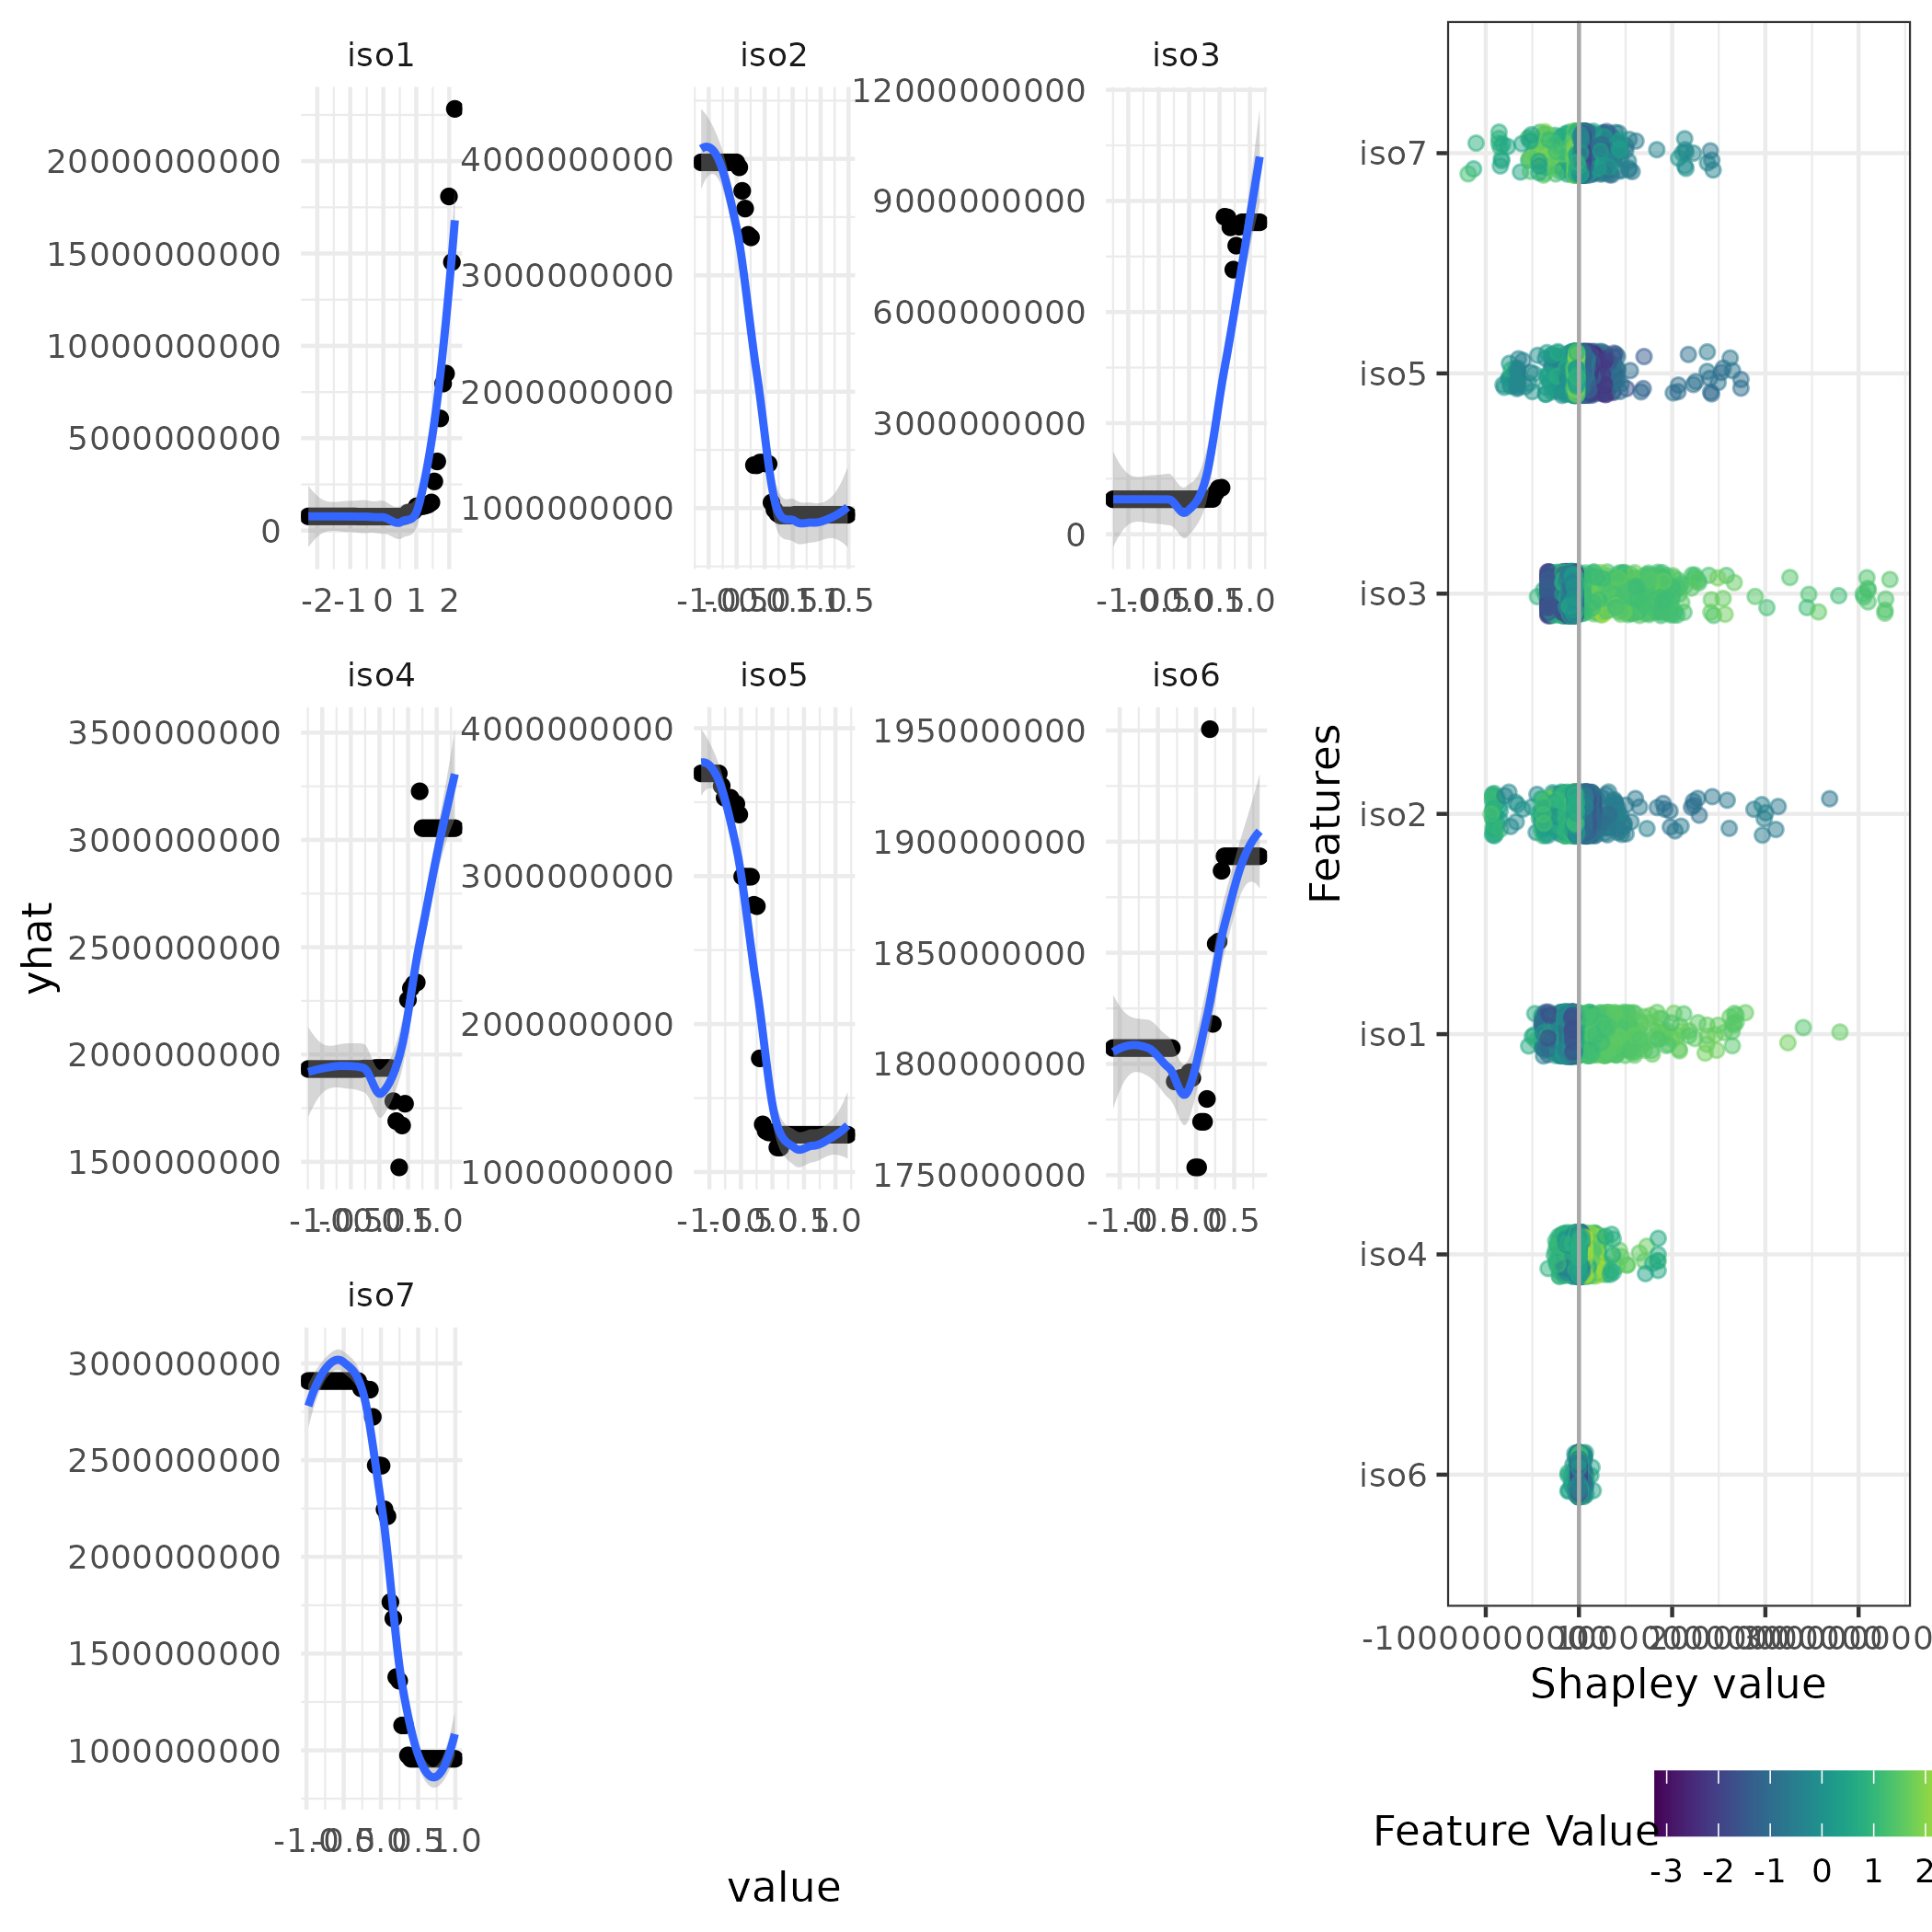 iso1
iso2
iso3
20000000000
15000000000
10000000000
5000000000
0
4000000000
3000000000
2000000000
1000000000
12000000000
9000000000
6000000000
3000000000
0
-2 -1 0 1 2
iso4
iso5
iso6
3500000000
3000000000
2500000000
2000000000
1500000000
4000000000
3000000000
2000000000
1000000000
1950000000
1900000000
1850000000
1800000000
1750000000
iso7
3000000000
2500000000
2000000000
1500000000
1000000000
yhat
value
iso7
iso5
iso3
iso2
iso1
iso4
iso6
Features
Shapley value
Feature Value
-3 -2 -1 0 1 2